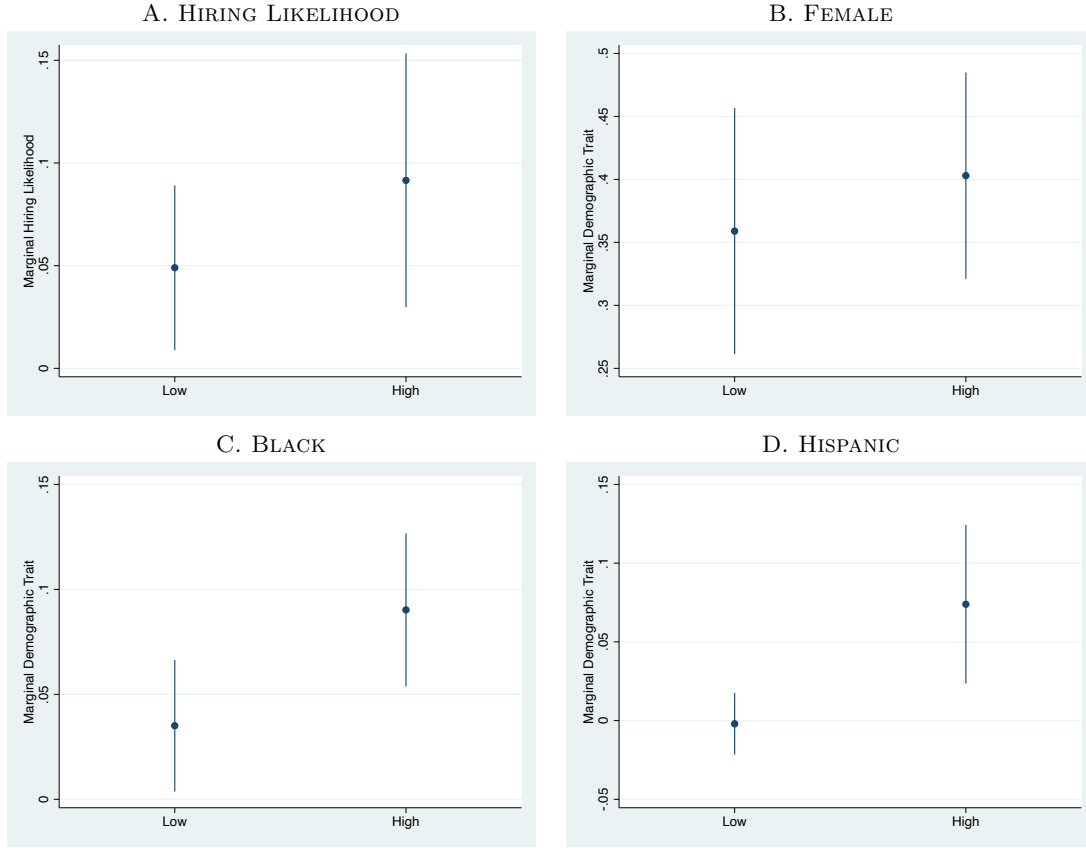 A. Hiring Likelihood
Marginal Hiring Likelihood
.15
.1
.05
0
Low High
B. Female
Marginal Demographic Trait
.5
.45
.4
.35
.3
.25
Low High
C. Black
Marginal Demographic Trait
.15
.1
.05
0
Low High
D. Hispanic
Marginal Demographic Trait
.15
.1
.05
0
-.05
Low High